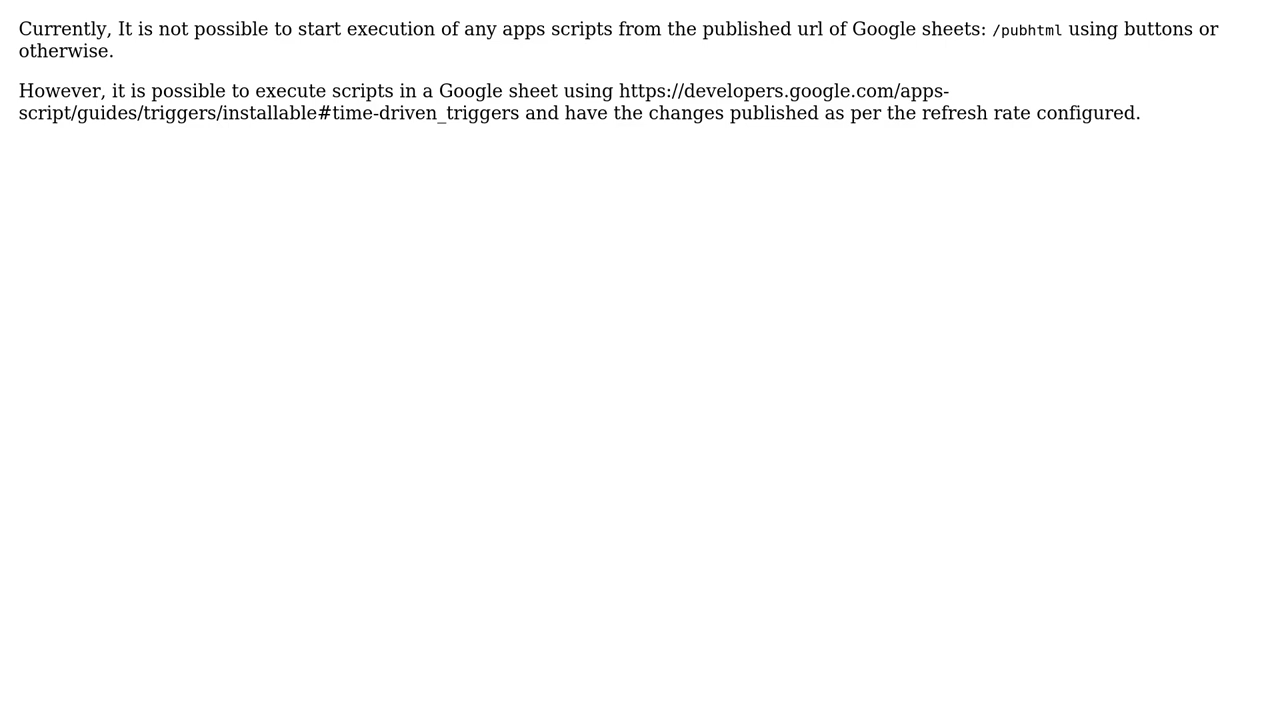 Currently, It is not possible to start execution of any apps scripts from the published url of Google sheets: /pubhtml using buttons or
otherwise.
However, it is possible to execute scripts in a Google sheet using https://developers.google.com/apps-
script/guides/triggers/installable#time-driven_triggers and have the changes published as per the refresh rate configured.